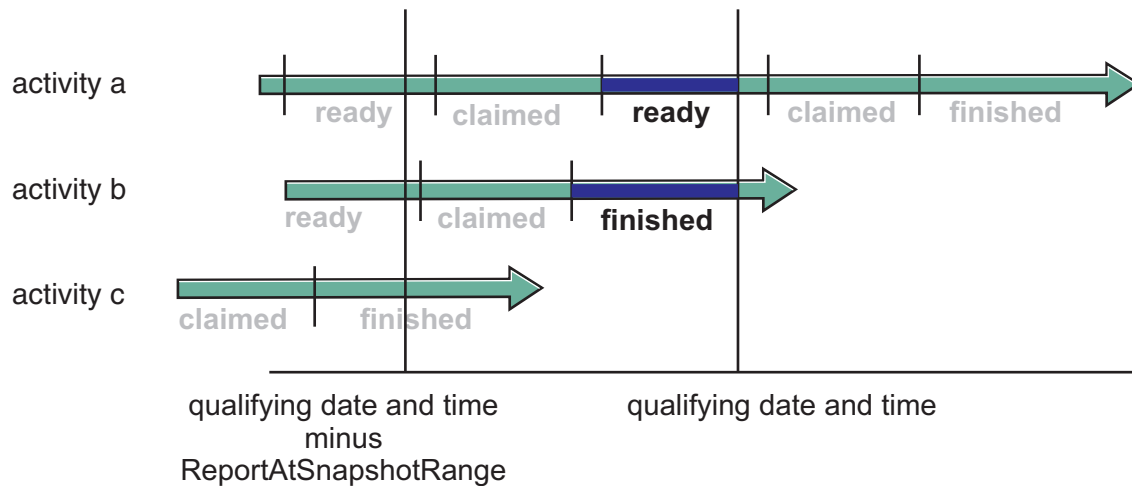 activity a
ready claimed ready claimed finished
activity b
ready claimed finished
activity c
claimed finished
qualifying date and time
minus
ReportAtSnapshotRange
qualifying date and time